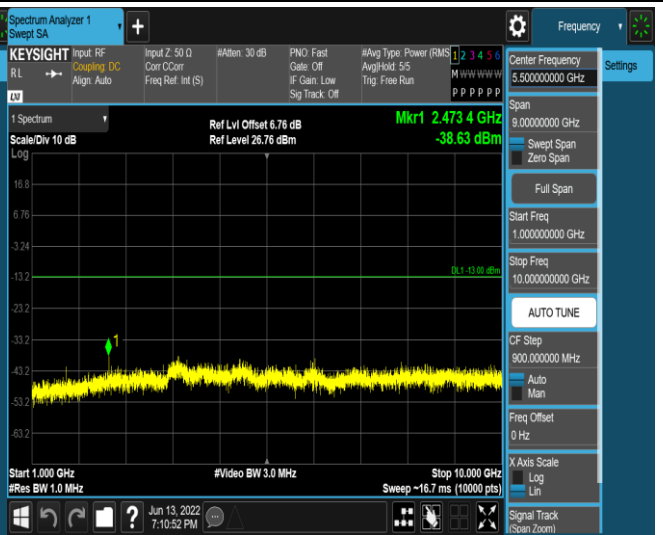 Spectrum Analyzer 1
Swept SA
+
Frequency
KEYSIGHT
RL
LXI
Input: RF
Coupling: DC
Align: Auto
Input Z: 50 Ω
Corr CCorr
Freq Ref: Int (S)
#Atten: 30 dB
PNO: Fast
Gate: Off
IF Gain: Low
Sig Track: Off
#Avg Type: Power (RMS
Avg|Hold: 5/5
Trig: Free Run
1 2 3 4 5 6
M W W W W W
P P P P P P
Settings
1 Spectrum
Scale/Div 10 dB
Log
Ref Lvl Offset 6.76 dB
Ref Level 26.76 dBm
Mkr1 2.473 4 GHz
-38.63 dBm
16.8
6.76
-3.24
-13.2
-23.2
-33.2
-43.2
-53.2
-63.2
DL1 -13.00 dBm
1
Start 1.000 GHz
#Res BW 1.0 MHz
#Video BW 3.0 MHz
Stop 10.000 GHz
Sweep ~16.7 ms (10000 pts)
Center Frequency
5.500000000 GHz
Span
9.00000000 GHz
Swept Span
Zero Span
Full Span
Start Freq
1.000000000 GHz
Stop Freq
10.000000000 GHz
AUTO TUNE
CF Step
900.000000 MHz
Auto
Man
Freq Offset
0 Hz
X Axis Scale
Log
Lin
Signal Track
(Span Zoom)
?
Jun 13, 2022
7:10:52 PM